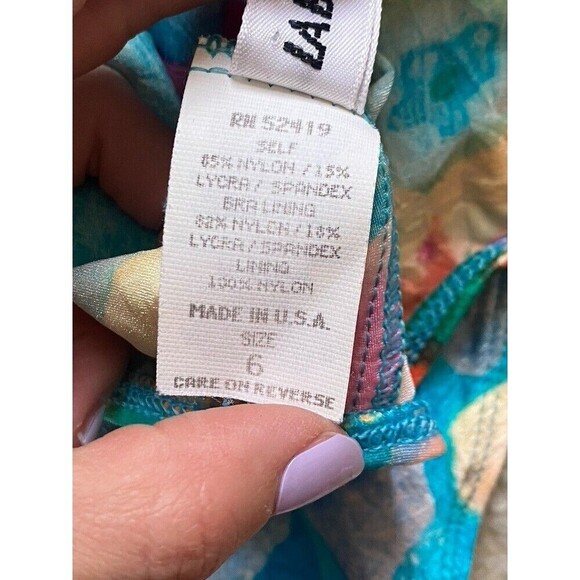 RN 52419
SELF
85% NYLON / 15%
LYCRA / SPANDEX
BRA LINING
82% NYLON / 18%
LYCRA / SPANDEX
LINING
100% NYLON
MADE IN U.S.A.
SIZE
6
CARE ON REVERSE